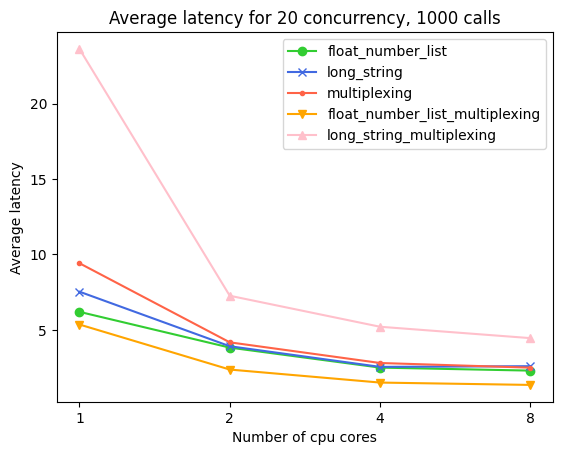 Average latency for 20 concurrency, 1000 calls
float_number_list
long_string
multiplexing
float_number_list_multiplexing
long_string_multiplexing
Average latency
20
15
10
5
1 2 4 8
Number of cpu cores